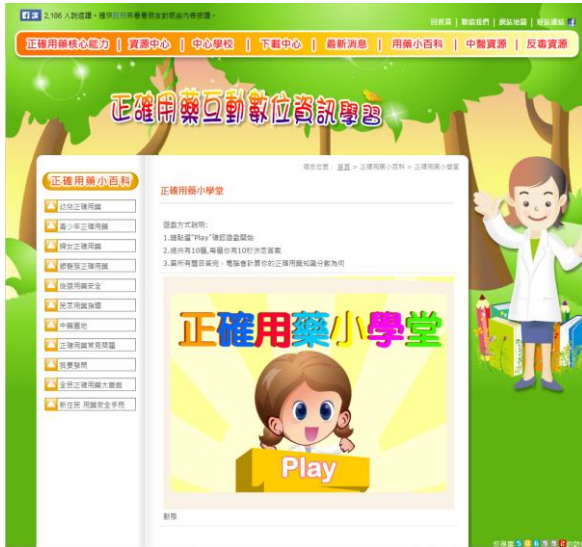 讚 2,186 人說這讚。
回首頁 | 聯絡我們 | 網站地圖 | 好站連結
正確用藥核心能力 | 資源中心 | 中心學校 | 下載中心 | 最新消息 | 用藥小百科 | 中醫資源 | 反毒資源
正確用藥互動數位資訊學習
現在位置： 首頁 > 正確用藥小百科 > 正確用藥小學堂
正確用藥小百科
正確用藥小學堂
幼兒正確用藥
青少年正確用藥
婦女正確用藥
銀髮族正確用藥
旅遊用藥安全
民眾用藥指導
中藥園地
正確用藥常見問題
我要發問
全民正確用藥大會戰
新住民 用藥安全手冊
遊戲方式說明:
1.請點選"Play"確認遊戲開始
2.總共有10題,每題您有10秒決定答案
3.第所有題目答完，電腦會計算你的正確用藥知識分數為何
正確用藥小學堂
Play